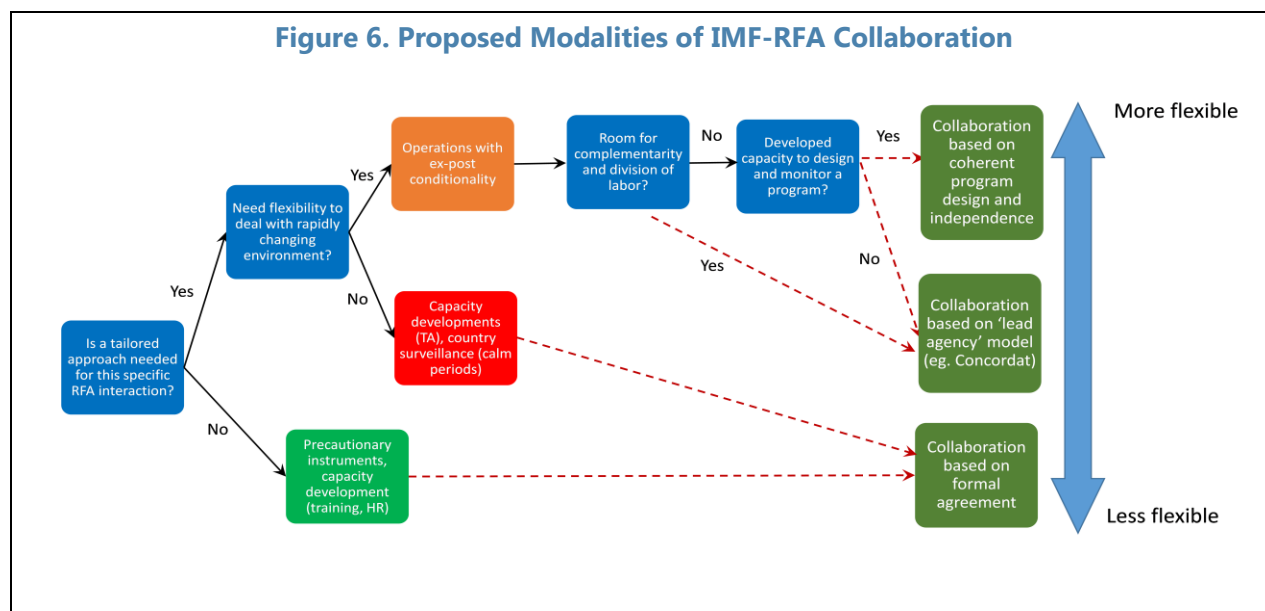 Figure 6. Proposed Modalities of IMF-RFA Collaboration
Is a tailored
approach needed
for this specific
RFA interaction?
Yes
No
Need flexibility to
deal with rapidly
changing
environment?
Yes
No
Operations with
ex-post
conditionality
Capacity
developments
(TA), country
surveillance (calm
periods)
Precautionary
instruments,
capacity
development
(training, HR)
Room for
complementarity
and division of
labor?
No
Yes
Developed
capacity to design
and monitor a
program?
Yes
No
Collaboration
based on
coherent
program
design and
independence
Collaboration
based on ‘lead
agency’ model
(eg. Concordat)
Collaboration
based on
formal
agreement
More flexible
Less flexible